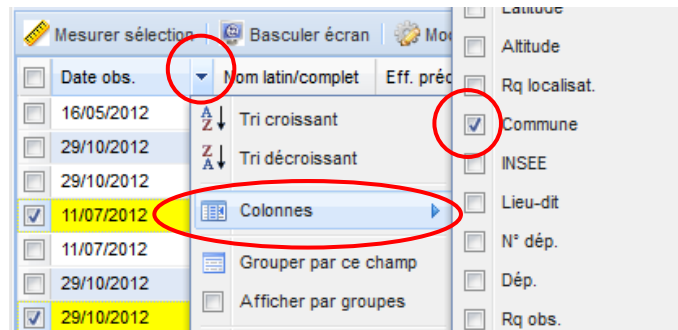 Mesurer sélection
Basculer écran
Latitude
Altitude
Date obs.
Nom latin/complet
Eff. préc
Rq localisat.
16/05/2012
Tri croissant
Commune
29/10/2012
Tri décroissant
INSEE
29/10/2012
11/07/2012
Colonnes
Lieu-dit
11/07/2012
Grouper par ce champ
N° dép.
29/10/2012
Afficher par groupes
Dép.
29/10/2012
Rq obs.